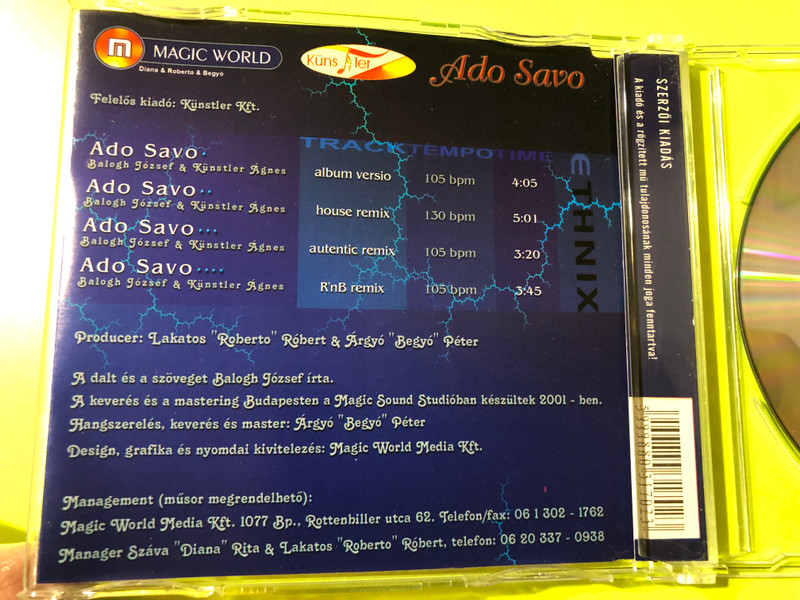 m MAGIC WORLD
Diana & Roberto & Begyó
Künstler
Ado Savo
Felelős kiadó: Künstler Kft.
TRACK TEMPO TIME
Ado Savo• album versio 105 bpm 4:05
Balogh József & Künstler Ágnes
Ado Savo•• house remix 130 bpm 5:01
Balogh József & Künstler Ágnes
Ado Savo••• autentic remix 105 bpm 3:20
Balogh József & Künstler Ágnes
Ado Savo•••• R'nB remix 105 bpm 3:45
Balogh József & Künstler Ágnes
ETHNIX
Producer: Lakatos "Roberto" Róbert & Árgyó "Begyó" Péter
A dalt és a szöveget Balogh József írta.
A keverés és a mastering Budapesten a Magic Sound Studióban készültek 2001 - ben.
Hangszerelés, keverés és master: Árgyó "Begyó" Péter
Design, grafika és nyomdai kivitelezés: Magic World Media Kft.
Management (műsor megrendelhető):
Magic World Media Kft. 1077 Bp., Rottenbiller utca 62. Telefon/fax: 06 1 302 - 1762
Manager Száva "Diana" Rita & Lakatos "Roberto" Róbert, telefon: 06 20 337 - 0938
SZERZŐI KIADÁS
A kiadó és a rögzített mű tulajdonosának minden joga fenntartva!